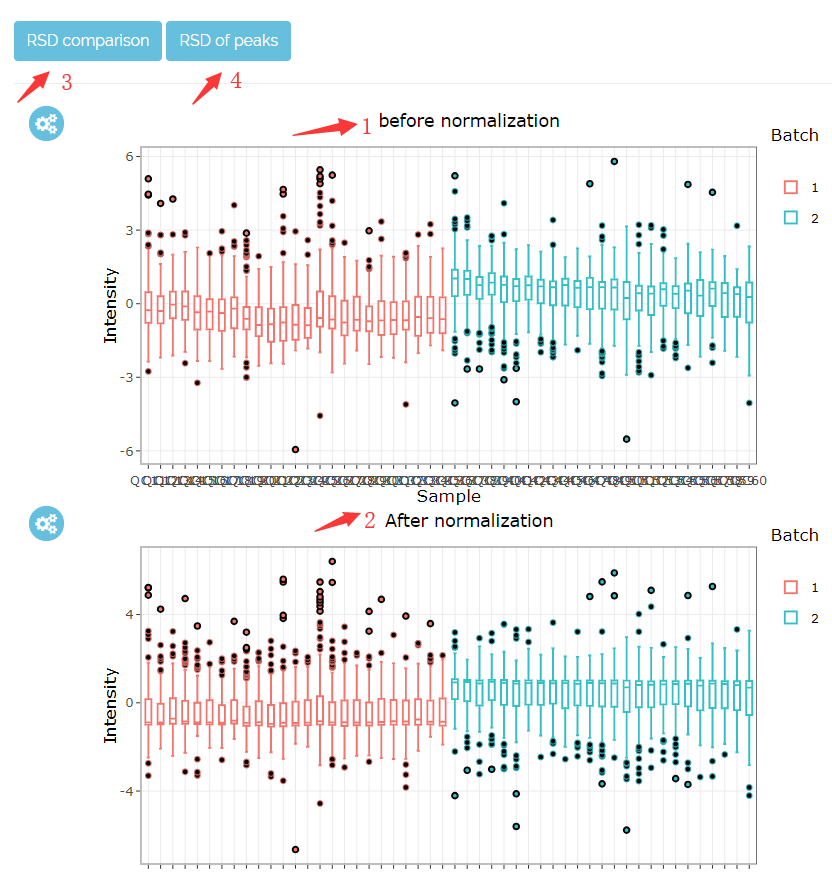 RSD comparison RSD of peaks
3 4
1 before normalization
Batch
6
1
2
3
0
Intensity
-3
-6
Sample
2 After normalization
Batch
1
4
2
0
Intensity
-4